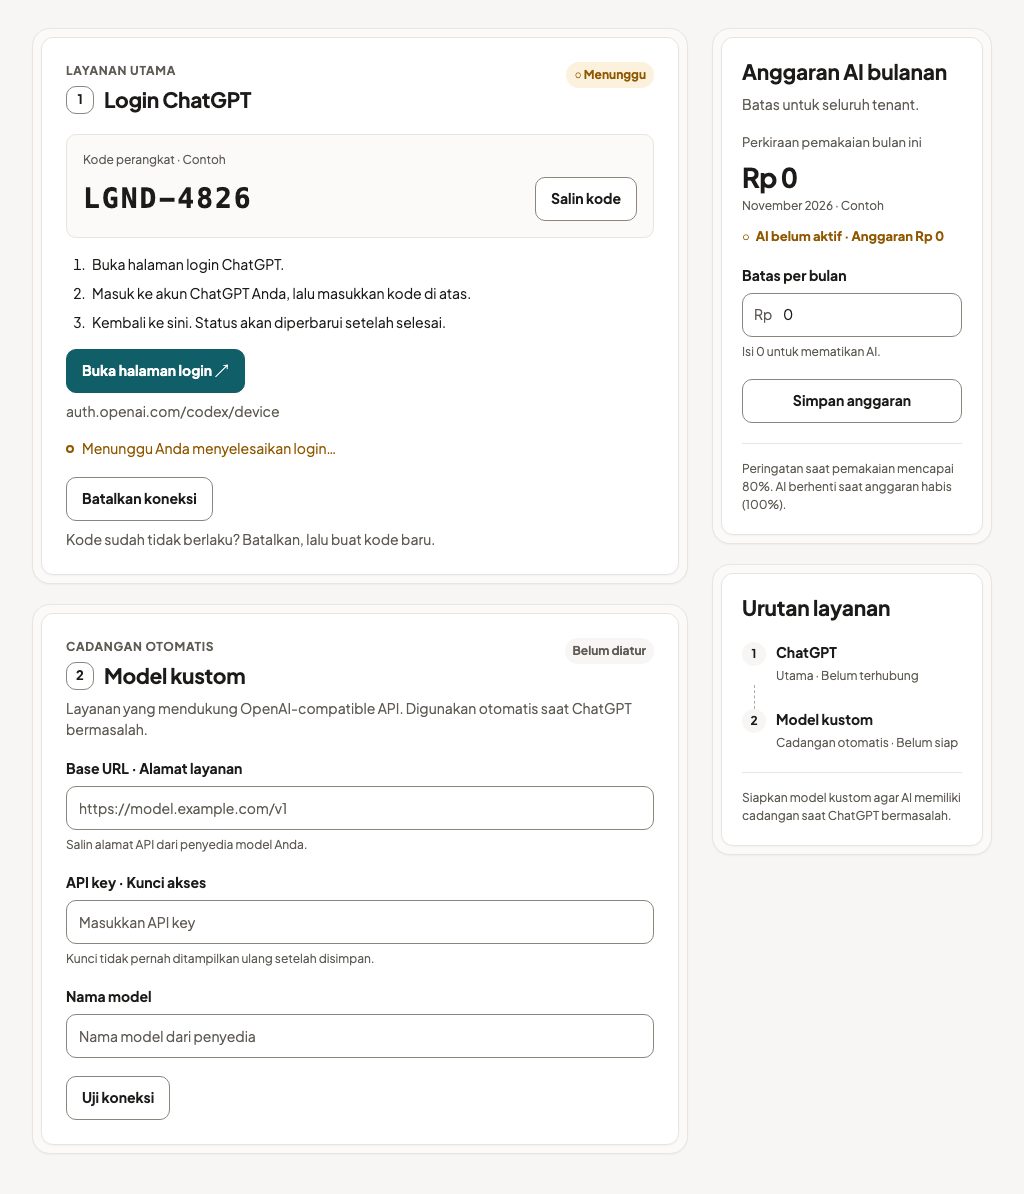 LAYANAN UTAMA
○ Menunggu
1 Login ChatGPT
Kode perangkat · Contoh
LGND–4826
Salin kode
1. Buka halaman login ChatGPT.
2. Masuk ke akun ChatGPT Anda, lalu masukkan kode di atas.
3. Kembali ke sini. Status akan diperbarui setelah selesai.
Buka halaman login ↗
auth.openai.com/codex/device
Menunggu Anda menyelesaikan login…
Batalkan koneksi
Kode sudah tidak berlaku? Batalkan, lalu buat kode baru.
CADANGAN OTOMATIS
Belum diatur
2 Model kustom
Layanan yang mendukung OpenAI-compatible API. Digunakan otomatis saat ChatGPT
bermasalah.
Base URL · Alamat layanan
https://model.example.com/v1
Salin alamat API dari penyedia model Anda.
API key · Kunci akses
Masukkan API key
Kunci tidak pernah ditampilkan ulang setelah disimpan.
Nama model
Nama model dari penyedia
Uji koneksi
Anggaran AI bulanan
Batas untuk seluruh tenant.
Perkiraan pemakaian bulan ini
Rp 0
November 2026 · Contoh
○ AI belum aktif · Anggaran Rp 0
Batas per bulan
Rp 0
Isi 0 untuk mematikan AI.
Simpan anggaran
Peringatan saat pemakaian mencapai
80%. AI berhenti saat anggaran habis
(100%).
Urutan layanan
1 ChatGPT
Utama · Belum terhubung
2 Model kustom
Cadangan otomatis · Belum siap
Siapkan model kustom agar AI memiliki
cadangan saat ChatGPT bermasalah.